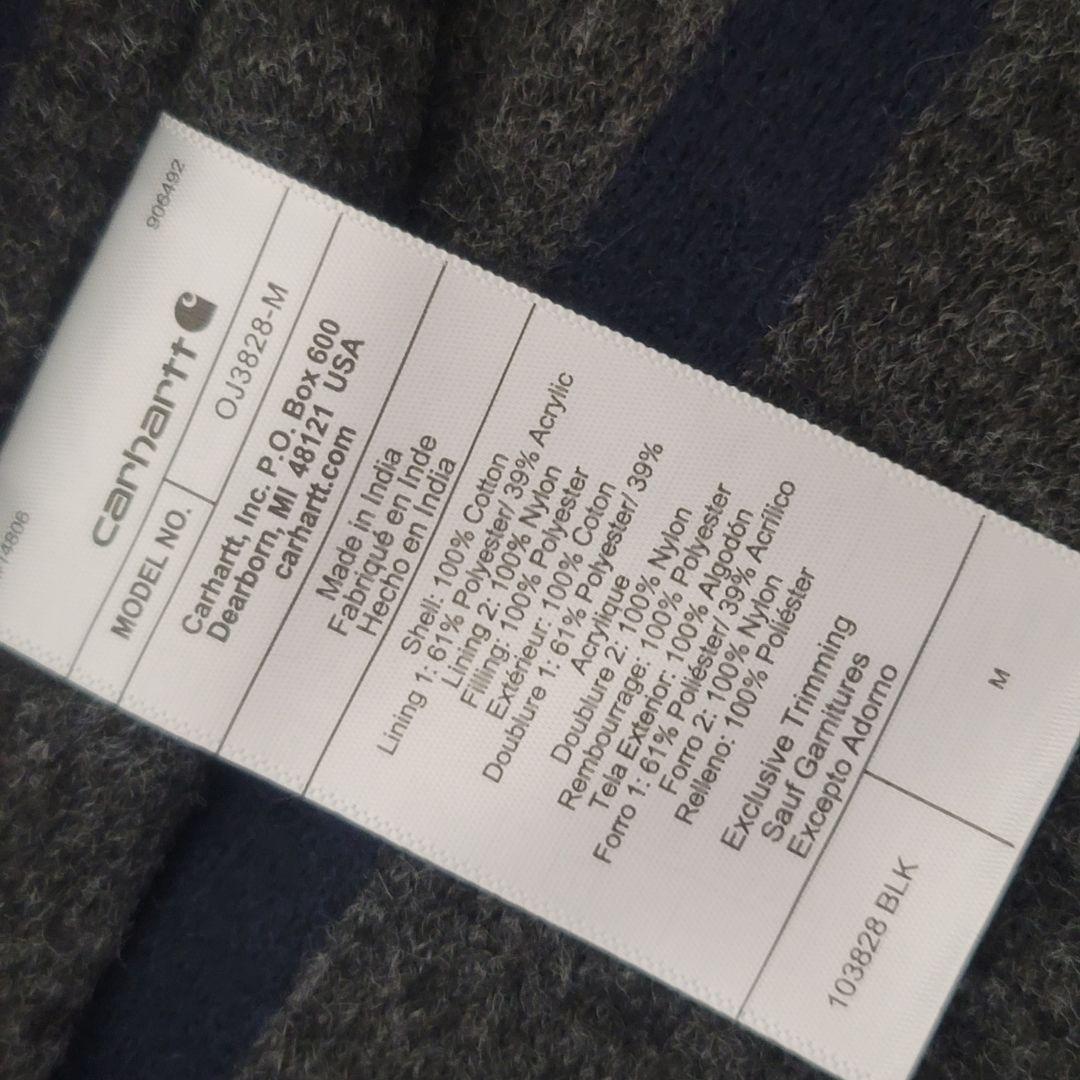 906492
carhartt
MODEL NO.
OJ3828-M
Carhartt, Inc. P.O. Box 600
Dearborn, MI 48121 USA
carhartt.com
Made in India
Fabriqué en Inde
Hecho en India
Shell: 100% Cotton
Lining 1: 61% Polyester/ 39% Acrylic
Lining 2: 100% Nylon
Filling: 100% Polyester
Extérieur: 100% Coton
Doublure 1: 61% Polyester/ 39%
Acrylique
Doublure 2: 100% Nylon
Rembourrage: 100% Polyester
Tela Exterior: 100% Algodón
Forro 1: 61% Poliéster/ 39% Acrílico
Forro 2: 100% Nylon
Relleno: 100% Poliéster
Exclusive Trimming
Sauf Garnitures
Excepto Adorno
103828 BLK
M